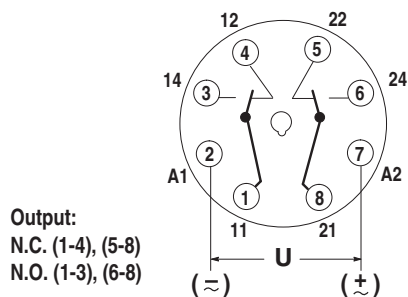 12 22
4 5
14 24
3 6
2 7
A1 A2
1 8
11 21
Output:
N.C. (1-4), (5-8)
N.O. (1-3), (6-8)
U
(⎓~) (±~)